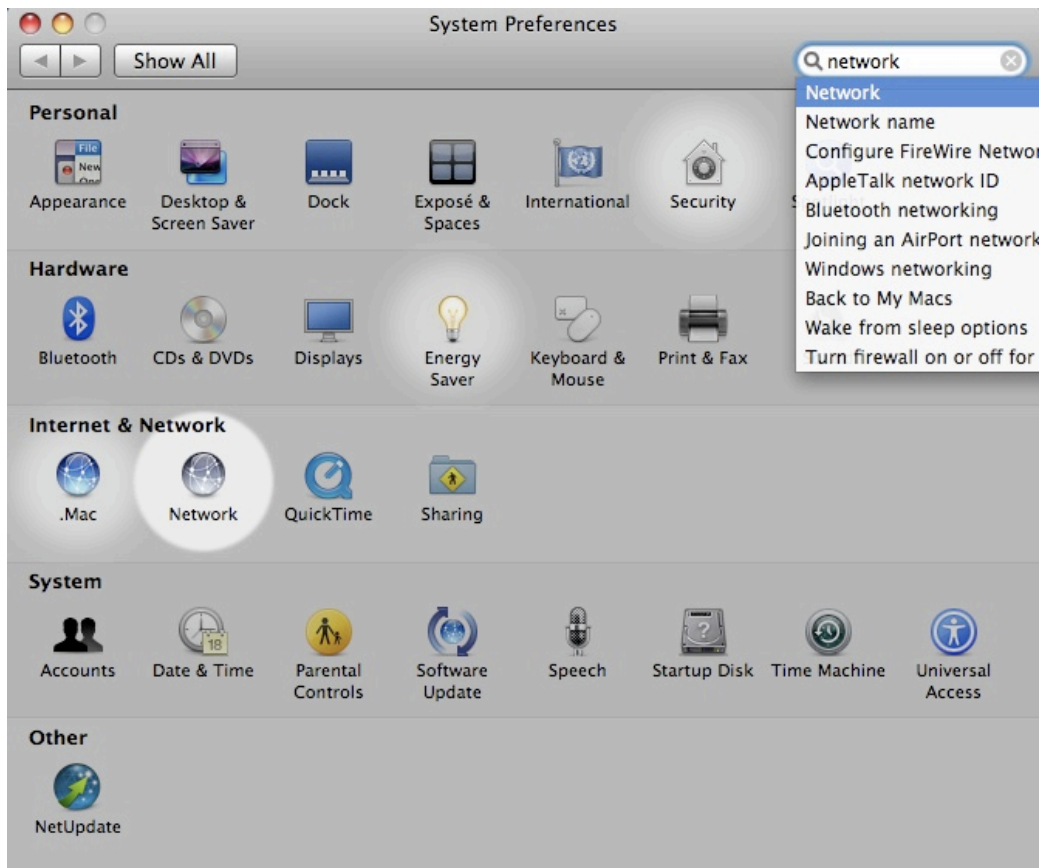 System Preferences
Show All
network
Network
Network name
Configure FireWire Networ
AppleTalk network ID
Bluetooth networking
Joining an AirPort network
Windows networking
Back to My Macs
Wake from sleep options
Turn firewall on or off for
Personal
File
New
Appearance
Desktop &
Screen Saver
Dock
Exposé &
Spaces
International
Security
Hardware
Bluetooth
CDs & DVDs
Displays
Energy
Saver
Keyboard &
Mouse
Print & Fax
Internet & Network
.Mac
Network
QuickTime
Sharing
System
18
?
Accounts
Date & Time
Parental
Controls
Software
Update
Speech
Startup Disk
Time Machine
Universal
Access
Other
NetUpdate